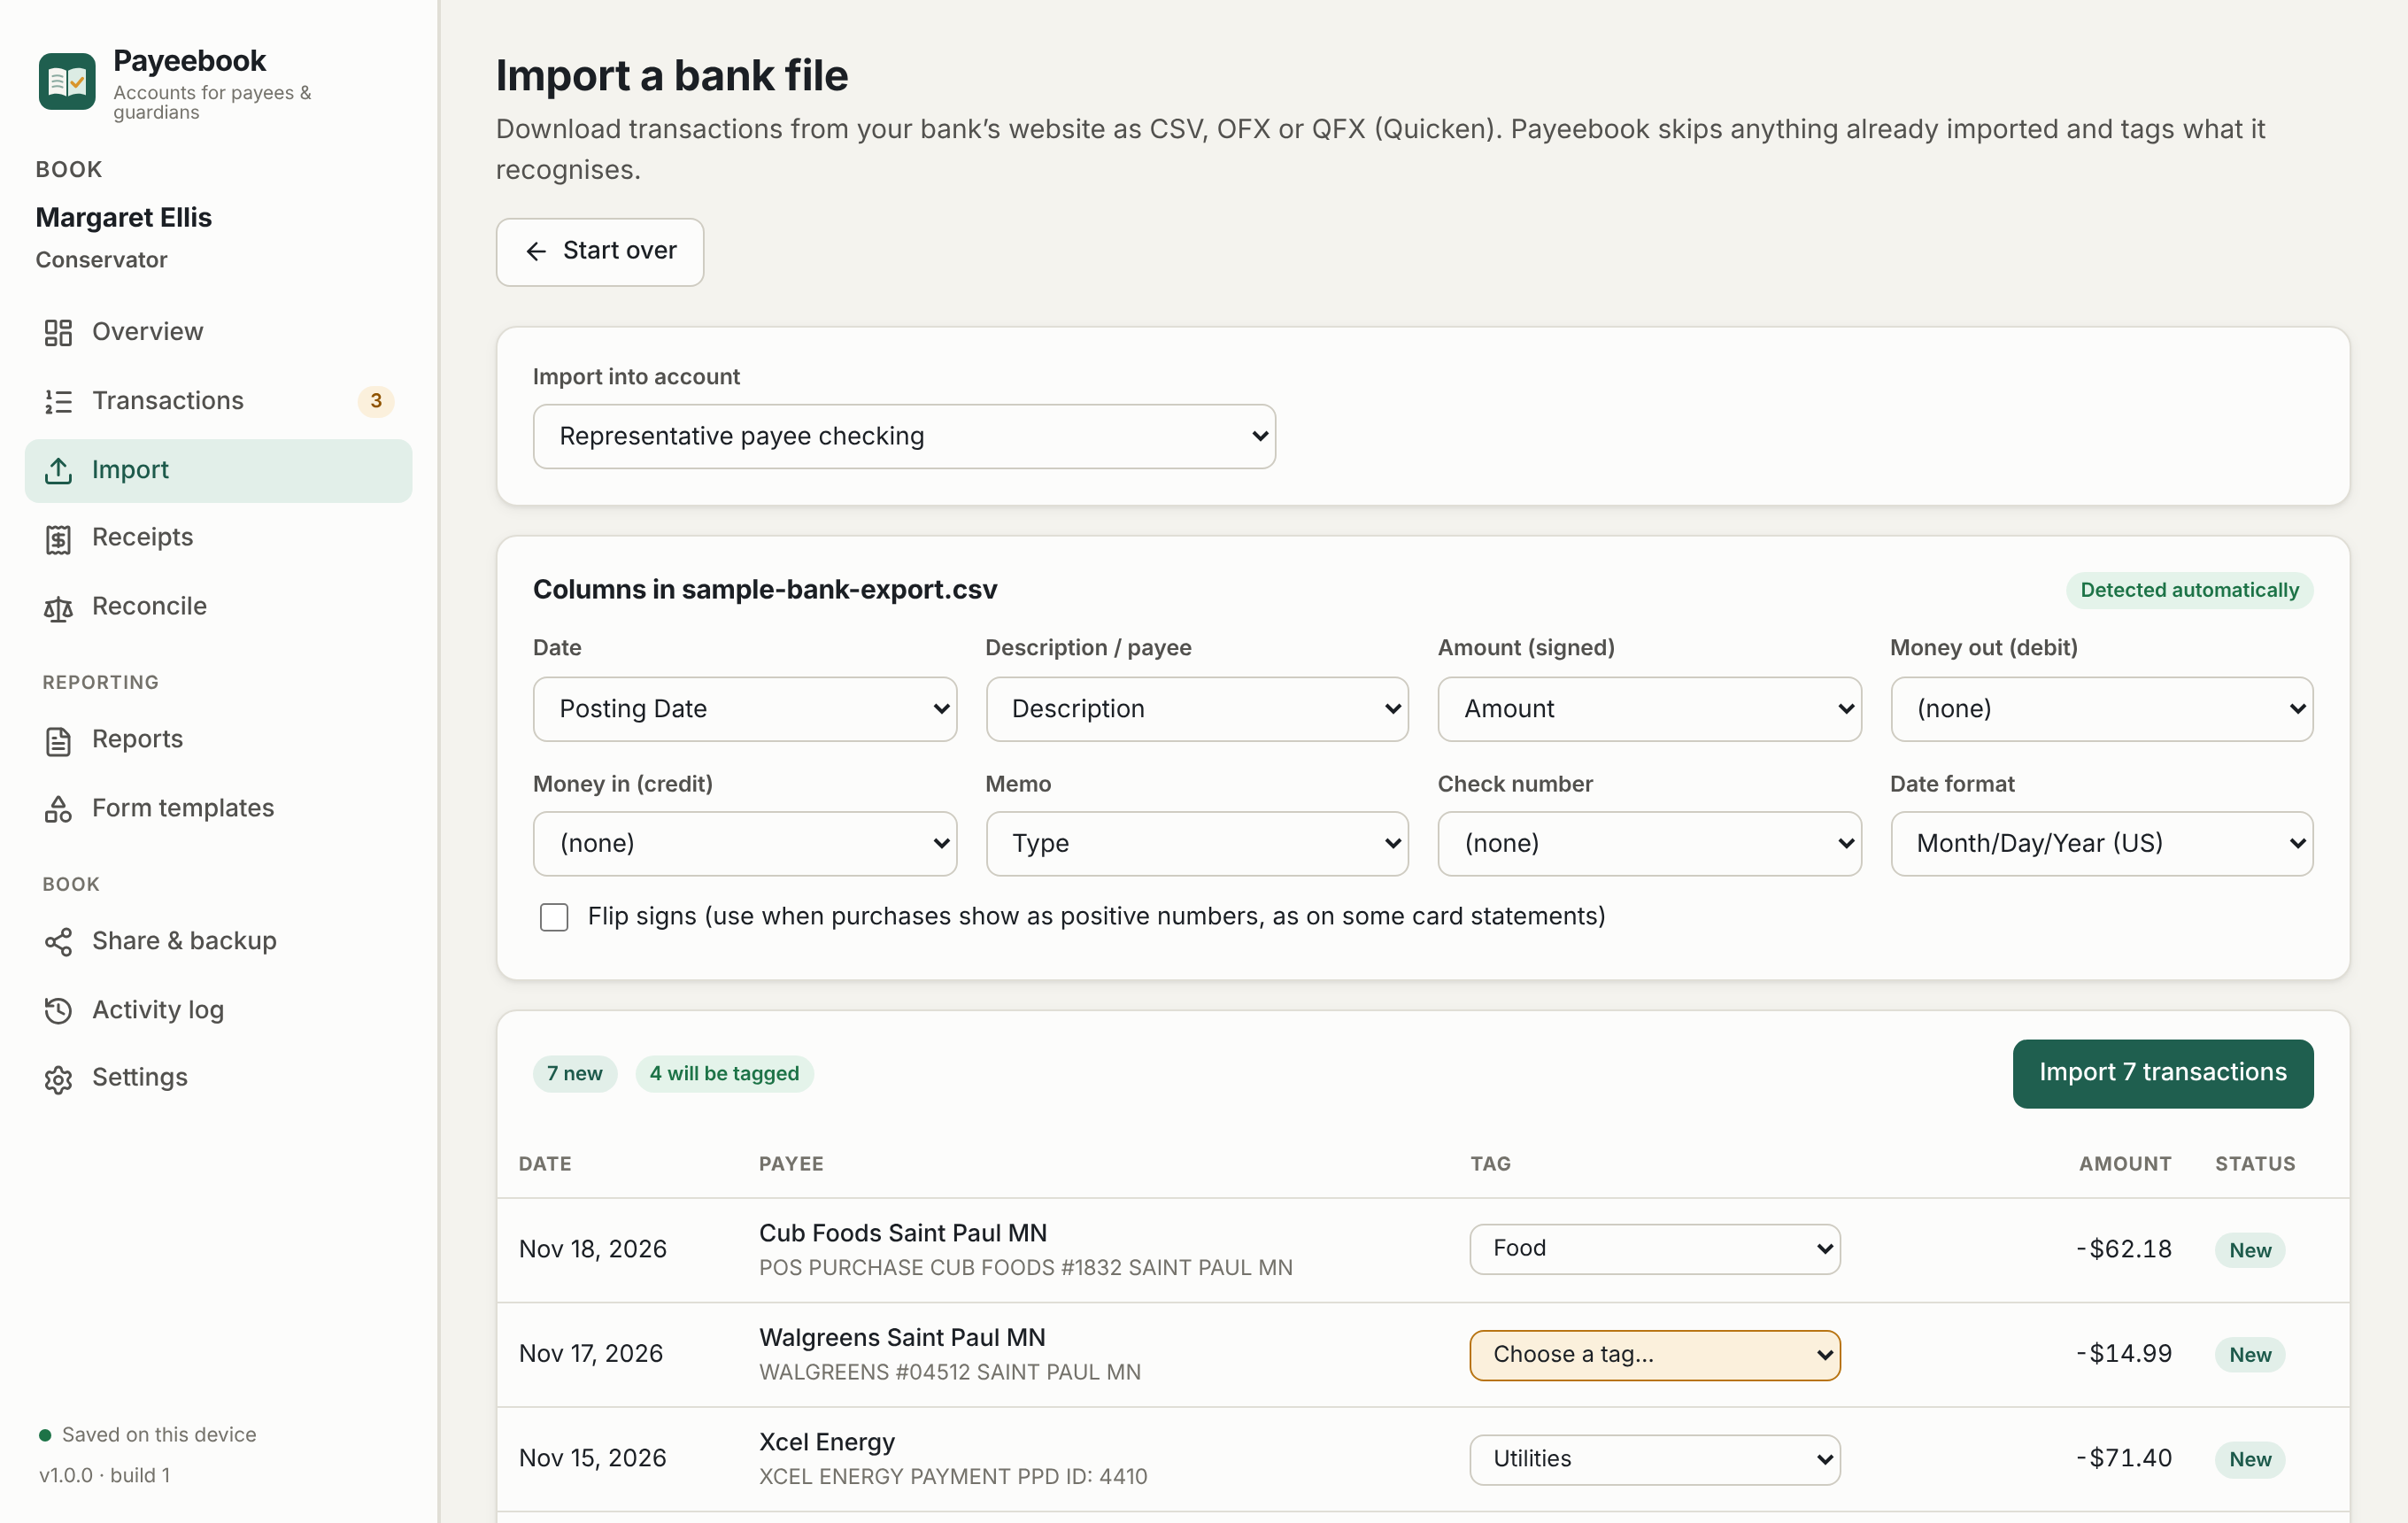 Payeebook
Accounts for payees &
guardians
BOOK
Margaret Ellis
Conservator
Overview
Transactions 3
Import
Receipts
Reconcile
REPORTING
Reports
Form templates
BOOK
Share & backup
Activity log
Settings
Saved on this device
v1.0.0 · build 1
Import a bank file
Download transactions from your bank’s website as CSV, OFX or QFX (Quicken). Payeebook skips anything already imported and tags what it
recognises.
← Start over
Import into account
Representative payee checking
Columns in sample-bank-export.csv Detected automatically
Date Description / payee Amount (signed) Money out (debit)
Posting Date Description Amount (none)
Money in (credit) Memo Check number Date format
(none) Type (none) Month/Day/Year (US)
Flip signs (use when purchases show as positive numbers, as on some card statements)
7 new 4 will be tagged Import 7 transactions
DATE PAYEE TAG AMOUNT STATUS
Nov 18, 2026 Cub Foods Saint Paul MN Food -$62.18 New
POS PURCHASE CUB FOODS #1832 SAINT PAUL MN
Nov 17, 2026 Walgreens Saint Paul MN Choose a tag... -$14.99 New
WALGREENS #04512 SAINT PAUL MN
Nov 15, 2026 Xcel Energy Utilities -$71.40 New
XCEL ENERGY PAYMENT PPD ID: 4410